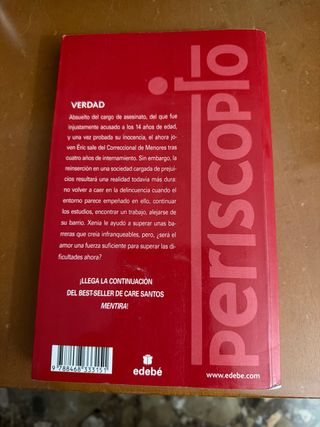 VERDAD
Absuelto del cargo de asesinato, del que fue
injustamente acusado a los 14 años de edad,
y una vez probada su inocencia, el ahora jo-
ven Éric sale del Correccional de Menores tras
cuatro años de internamiento. Sin embargo, la
reinserción en una sociedad cargada de prejui-
cios resultará una realidad todavía más dura:
no volver a caer en la delincuencia cuando el
entorno parece empeñado en ello, continuar
los estudios, encontrar un trabajo, alejarse de
su barrio. Xenia le ayudó a superar unas ba-
rreras que creía infranqueables, pero, ¿será el
amor una fuerza suficiente para superar las di-
ficultades ahora?
¡LLEGA LA CONTINUACIÓN
DEL BEST-SELLER DE CARE SANTOS
MENTIRA!
periscopio
9 788468 333151
edebé
www.edebe.com